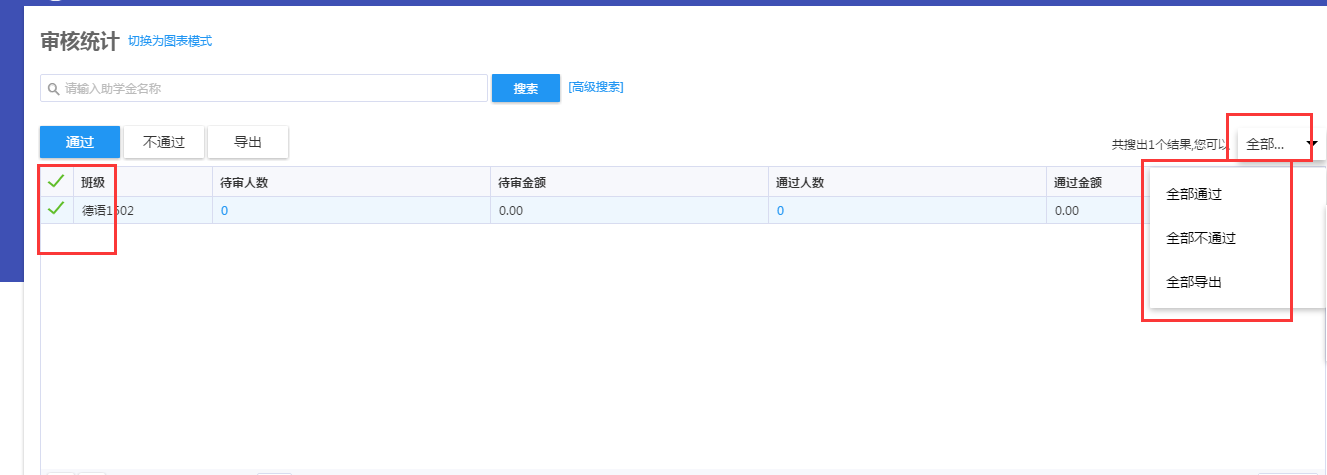 审核统计 切换为图表模式
请输入助学金名称 搜索 [高级搜索]
通过 不通过 导出 共搜出1个结果,您可以 全部...
班级 待审人数 待审金额 通过人数 通过金额
德语1502 0 0.00 0 0.00
全部通过
全部不通过
全部导出